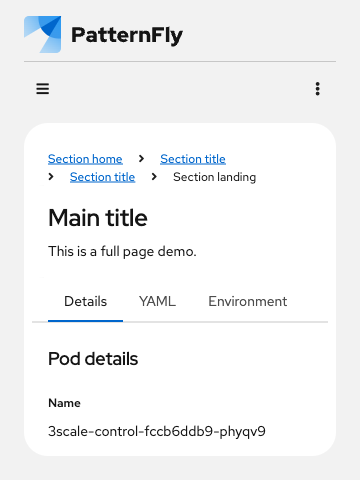 PatternFly
Section home > Section title
> Section title > Section landing
Main title
This is a full page demo.
Details YAML Environment
Pod details
Name
3scale-control-fccb6ddb9-phyqv9